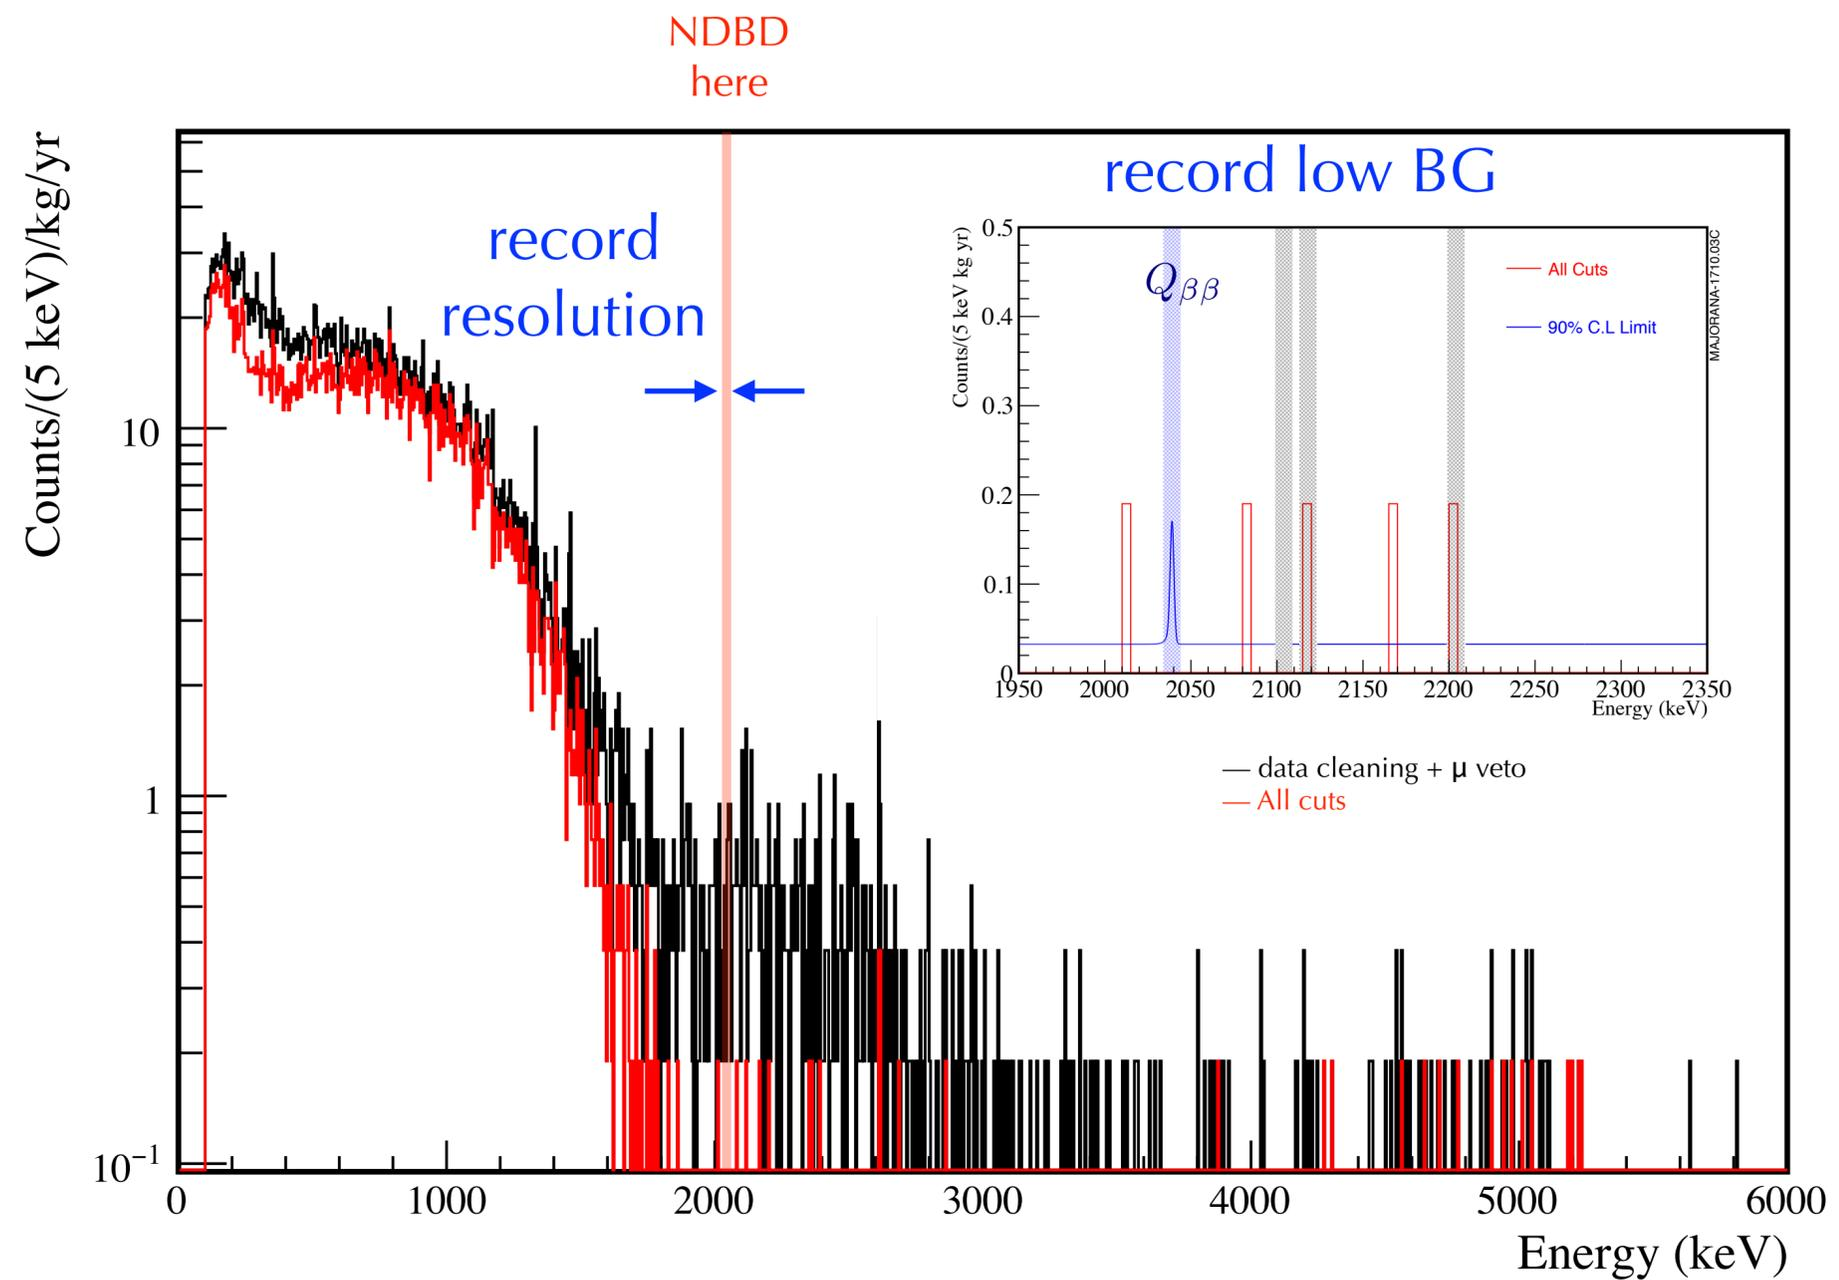 NDBD
here
Counts/(5 keV)/kg/yr
record
resolution
record low BG
Counts/(5 keV kg yr)
0.5
0.4
0.3
0.2
0.1
0
Qββ
All Cuts
90% C.L Limit
MAJORANA-1710.03C
1950 2000 2050 2100 2150 2200 2250 2300 2350
Energy (keV)
data cleaning + μ veto
All cuts
10
1
10⁻¹
0 1000 2000 3000 4000 5000 6000
Energy (keV)